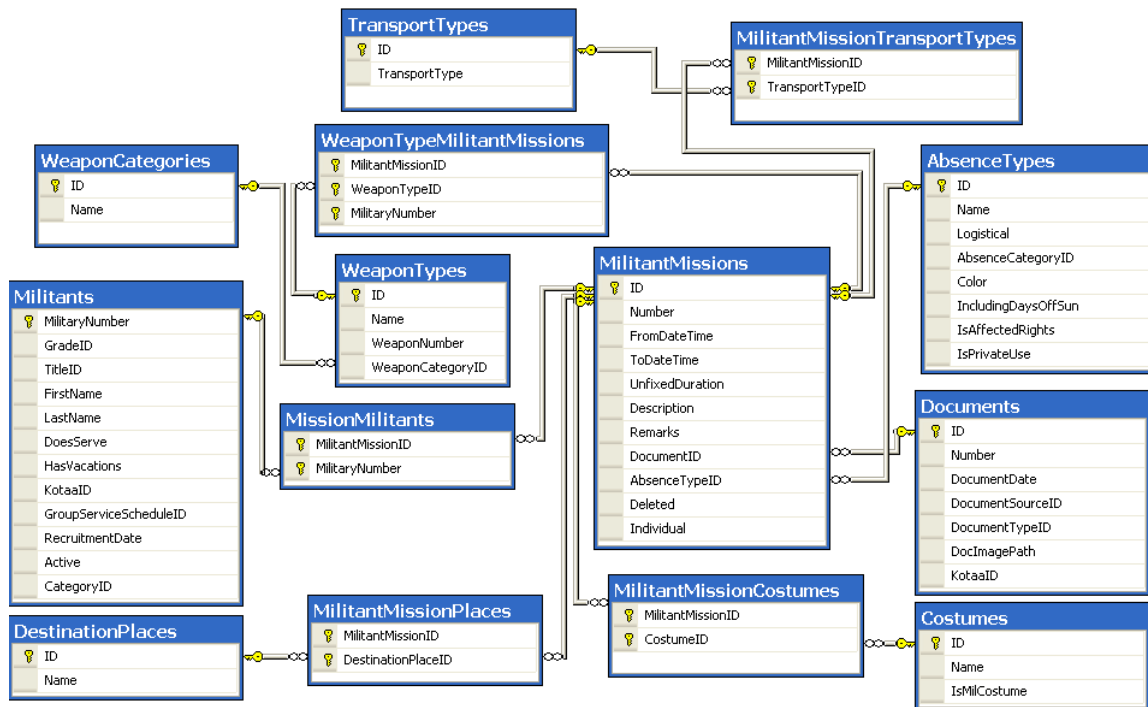 TransportTypes
ID
TransportType
MilitantMissionTransportTypes
MilitantMissionID
TransportTypeID
WeaponTypeMilitantMissions
MilitantMissionID
WeaponTypeID
MilitaryNumber
WeaponCategories
ID
Name
AbsenceTypes
ID
Name
Logistical
AbsenceCategoryID
Color
IncludingDaysOffSun
IsAffectedRights
IsPrivateUse
WeaponTypes
ID
Name
WeaponNumber
WeaponCategoryID
MilitantMissions
ID
Number
FromDateTime
ToDateTime
UnfixedDuration
Description
Remarks
DocumentID
AbsenceTypeID
Deleted
Individual
Militants
MilitaryNumber
GradeID
TitleID
FirstName
LastName
DoesServe
HasVacations
KotaaID
GroupServiceScheduleID
RecruitmentDate
Active
CategoryID
MissionMilitants
MilitantMissionID
MilitaryNumber
Documents
ID
Number
DocumentDate
DocumentSourceID
DocumentTypeID
DocImagePath
KotaaID
MilitantMissionCostumes
MilitantMissionID
CostumeID
MilitantMissionPlaces
MilitantMissionID
DestinationPlaceID
DestinationPlaces
ID
Name
Costumes
ID
Name
IsMilCostume